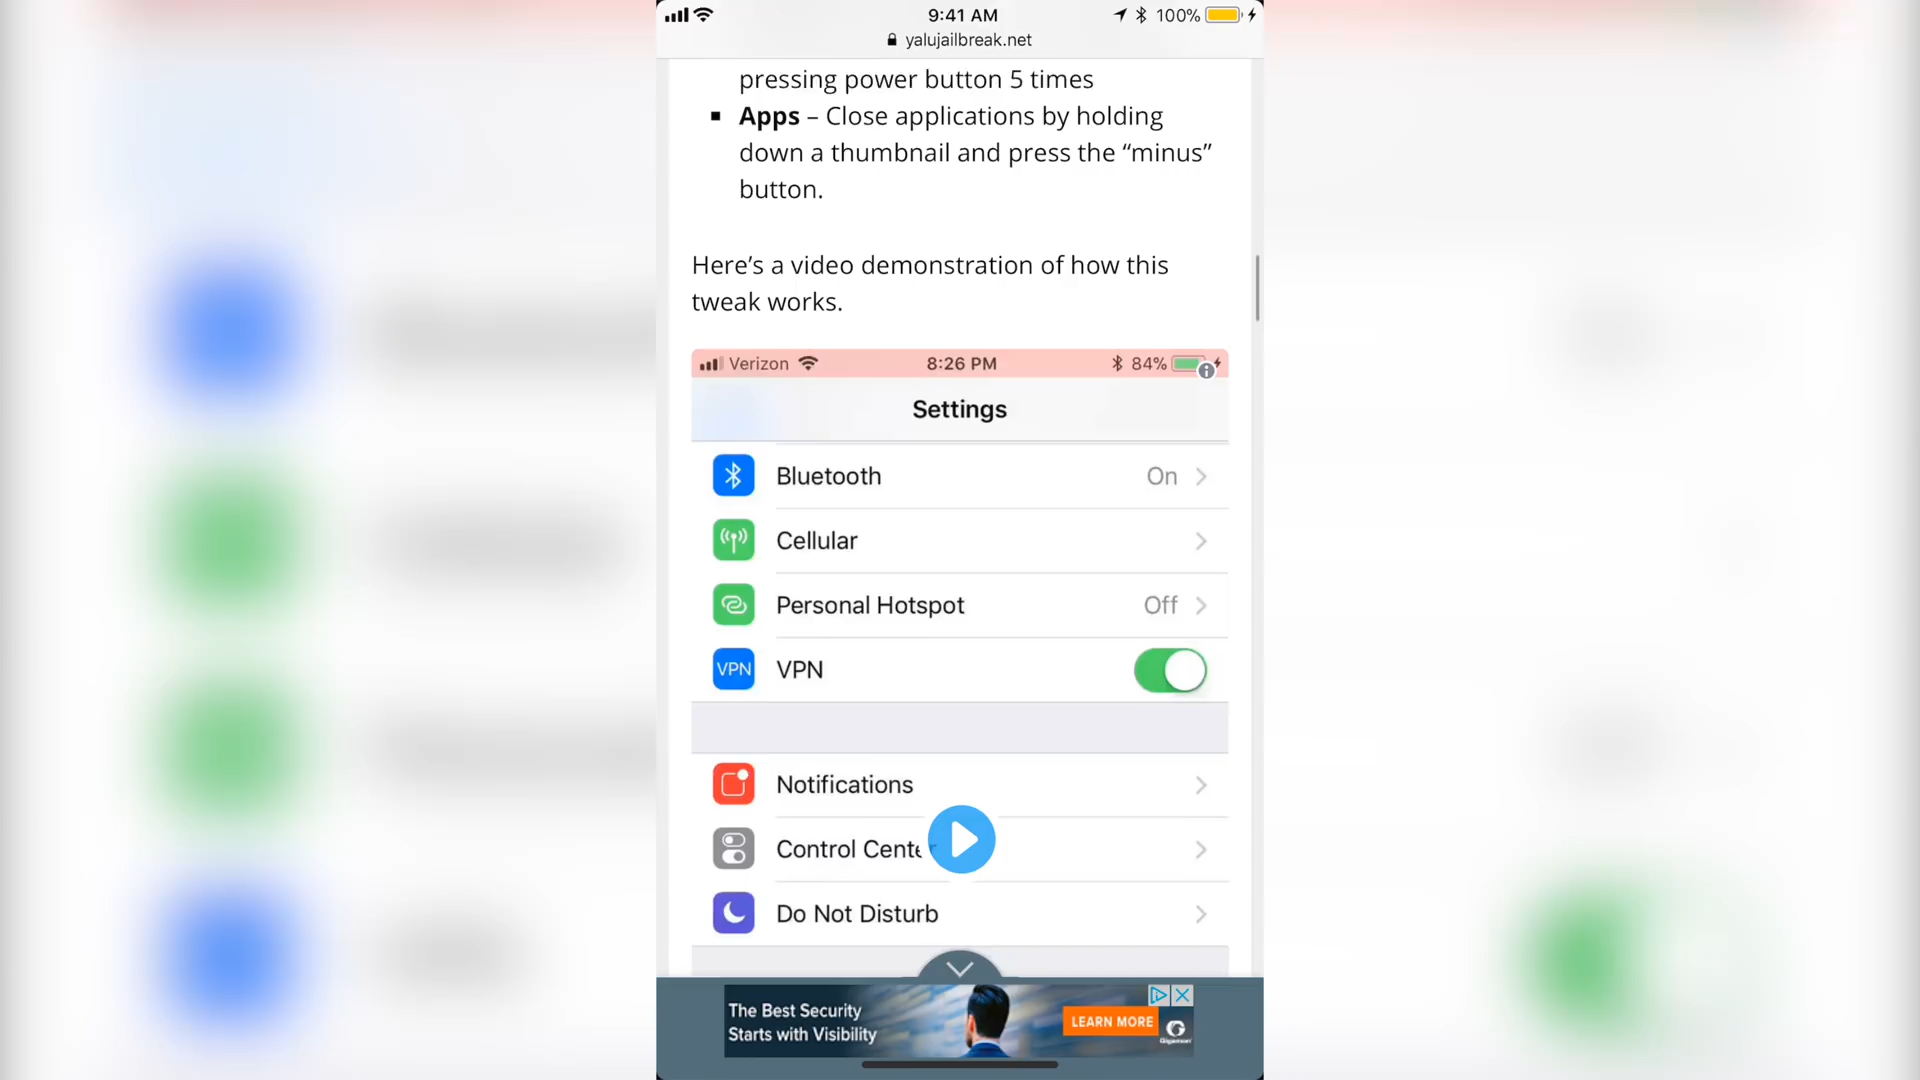 9:41 AM
100%
yalujailbreak.net
pressing power button 5 times
▪ Apps – Close applications by holding
down a thumbnail and press the “minus”
button.
Here’s a video demonstration of how this
tweak works.
Verizon 8:26 PM 84%
Settings
Bluetooth On
Cellular
Personal Hotspot Off
VPN VPN
Notifications
Control Cente
Do Not Disturb
The Best Security
Starts with Visibility
LEARN MORE
Gigamon